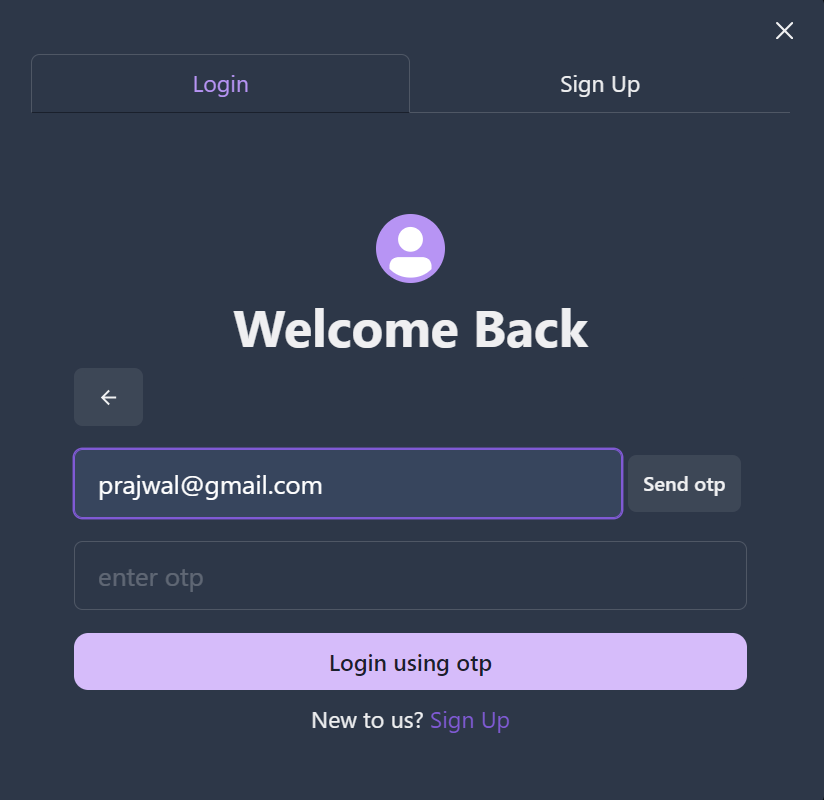 Login
Sign Up
Welcome Back
prajwal@gmail.com
Send otp
enter otp
Login using otp
New to us? Sign Up